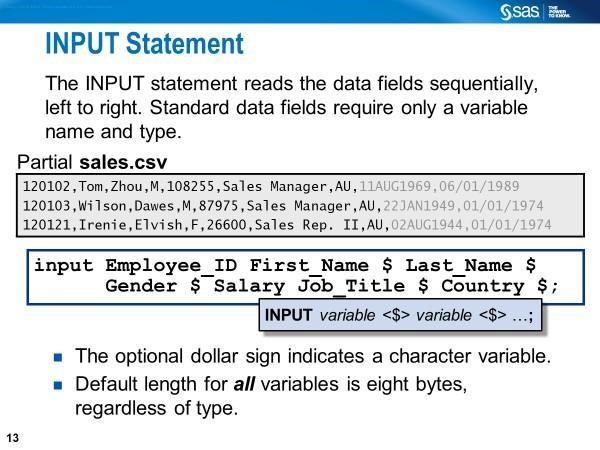 sas THE POWER TO KNOW.
INPUT Statement
The INPUT statement reads the data fields sequentially,
left to right. Standard data fields require only a variable
name and type.
Partial sales.csv
120102,Tom,Zhou,M,108255,Sales Manager,AU,11AUG1969,06/01/1989
120103,Wilson,Dawes,M,87975,Sales Manager,AU,22JAN1949,01/01/1974
120121,Irenie,Elvish,F,26600,Sales Rep. II,AU,02AUG1944,01/01/1974
input Employee_ID First_Name $ Last_Name $
Gender $ Salary Job_Title $ Country $;
INPUT variable <$> variable <$> …;
■ The optional dollar sign indicates a character variable.
■ Default length for all variables is eight bytes,
regardless of type.
13